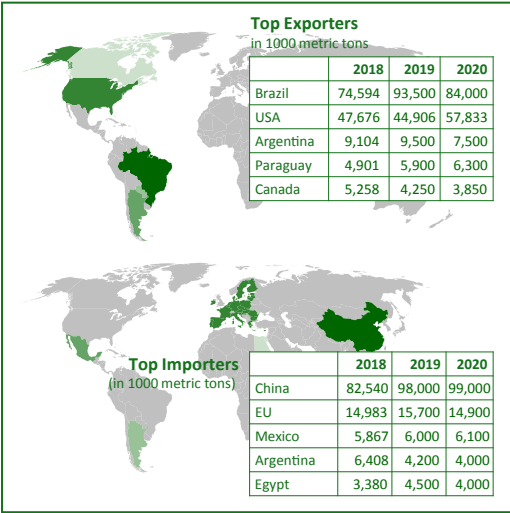 Top Exporters
in 1000 metric tons
2018 2019 2020
Brazil 74,594 93,500 84,000
USA 47,676 44,906 57,833
Argentina 9,104 9,500 7,500
Paraguay 4,901 5,900 6,300
Canada 5,258 4,250 3,850
Top Importers
(in 1000 metric tons)
2018 2019 2020
China 82,540 98,000 99,000
EU 14,983 15,700 14,900
Mexico 5,867 6,000 6,100
Argentina 6,408 4,200 4,000
Egypt 3,380 4,500 4,000